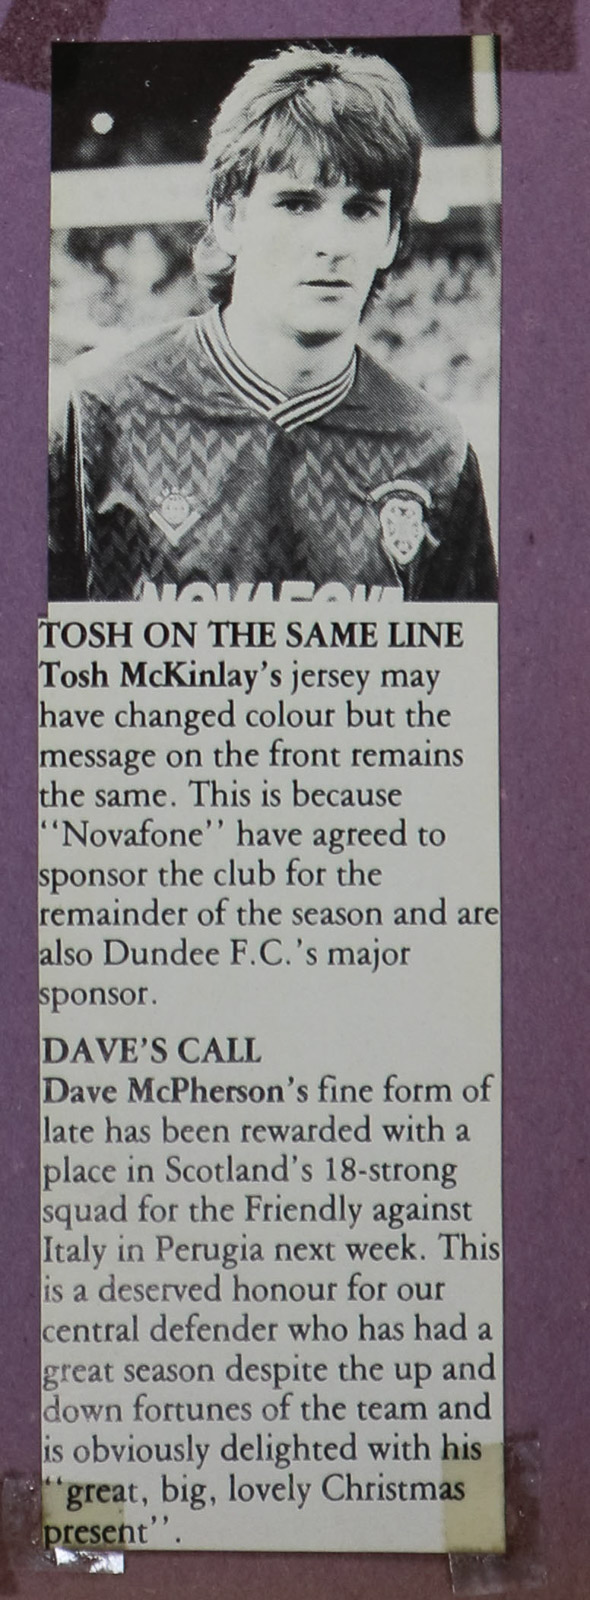 NOVAFONE
TOSH ON THE SAME LINE
Tosh McKinlay's jersey may
have changed colour but the
message on the front remains
the same. This is because
‘‘Novafone’’ have agreed to
sponsor the club for the
remainder of the season and are
also Dundee F.C.'s major
sponsor.
DAVE'S CALL
Dave McPherson's fine form of
late has been rewarded with a
place in Scotland's 18-strong
squad for the Friendly against
Italy in Perugia next week. This
is a deserved honour for our
central defender who has had a
great season despite the up and
down fortunes of the team and
is obviously delighted with his
‘‘great, big, lovely Christmas
present’’.